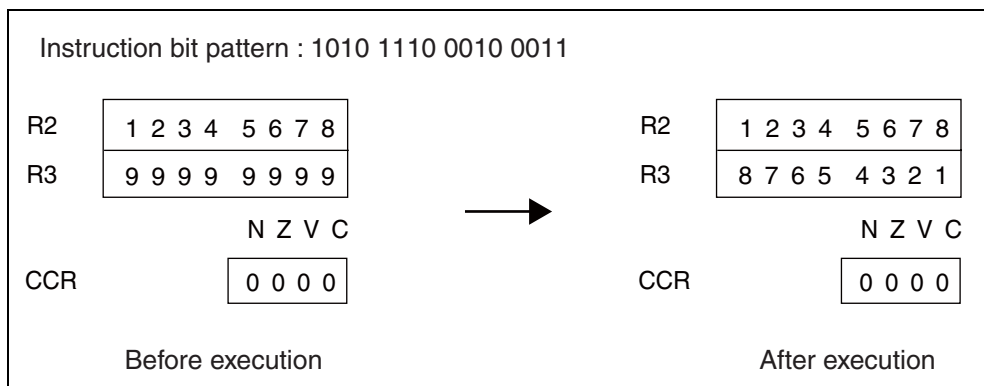 Instruction bit pattern : 1010 1110 0010 0011
R2 1 2 3 4 5 6 7 8 R2 1 2 3 4 5 6 7 8
R3 9 9 9 9 9 9 9 9 R3 8 7 6 5 4 3 2 1
N Z V C N Z V C
CCR 0 0 0 0 CCR 0 0 0 0
Before execution After execution